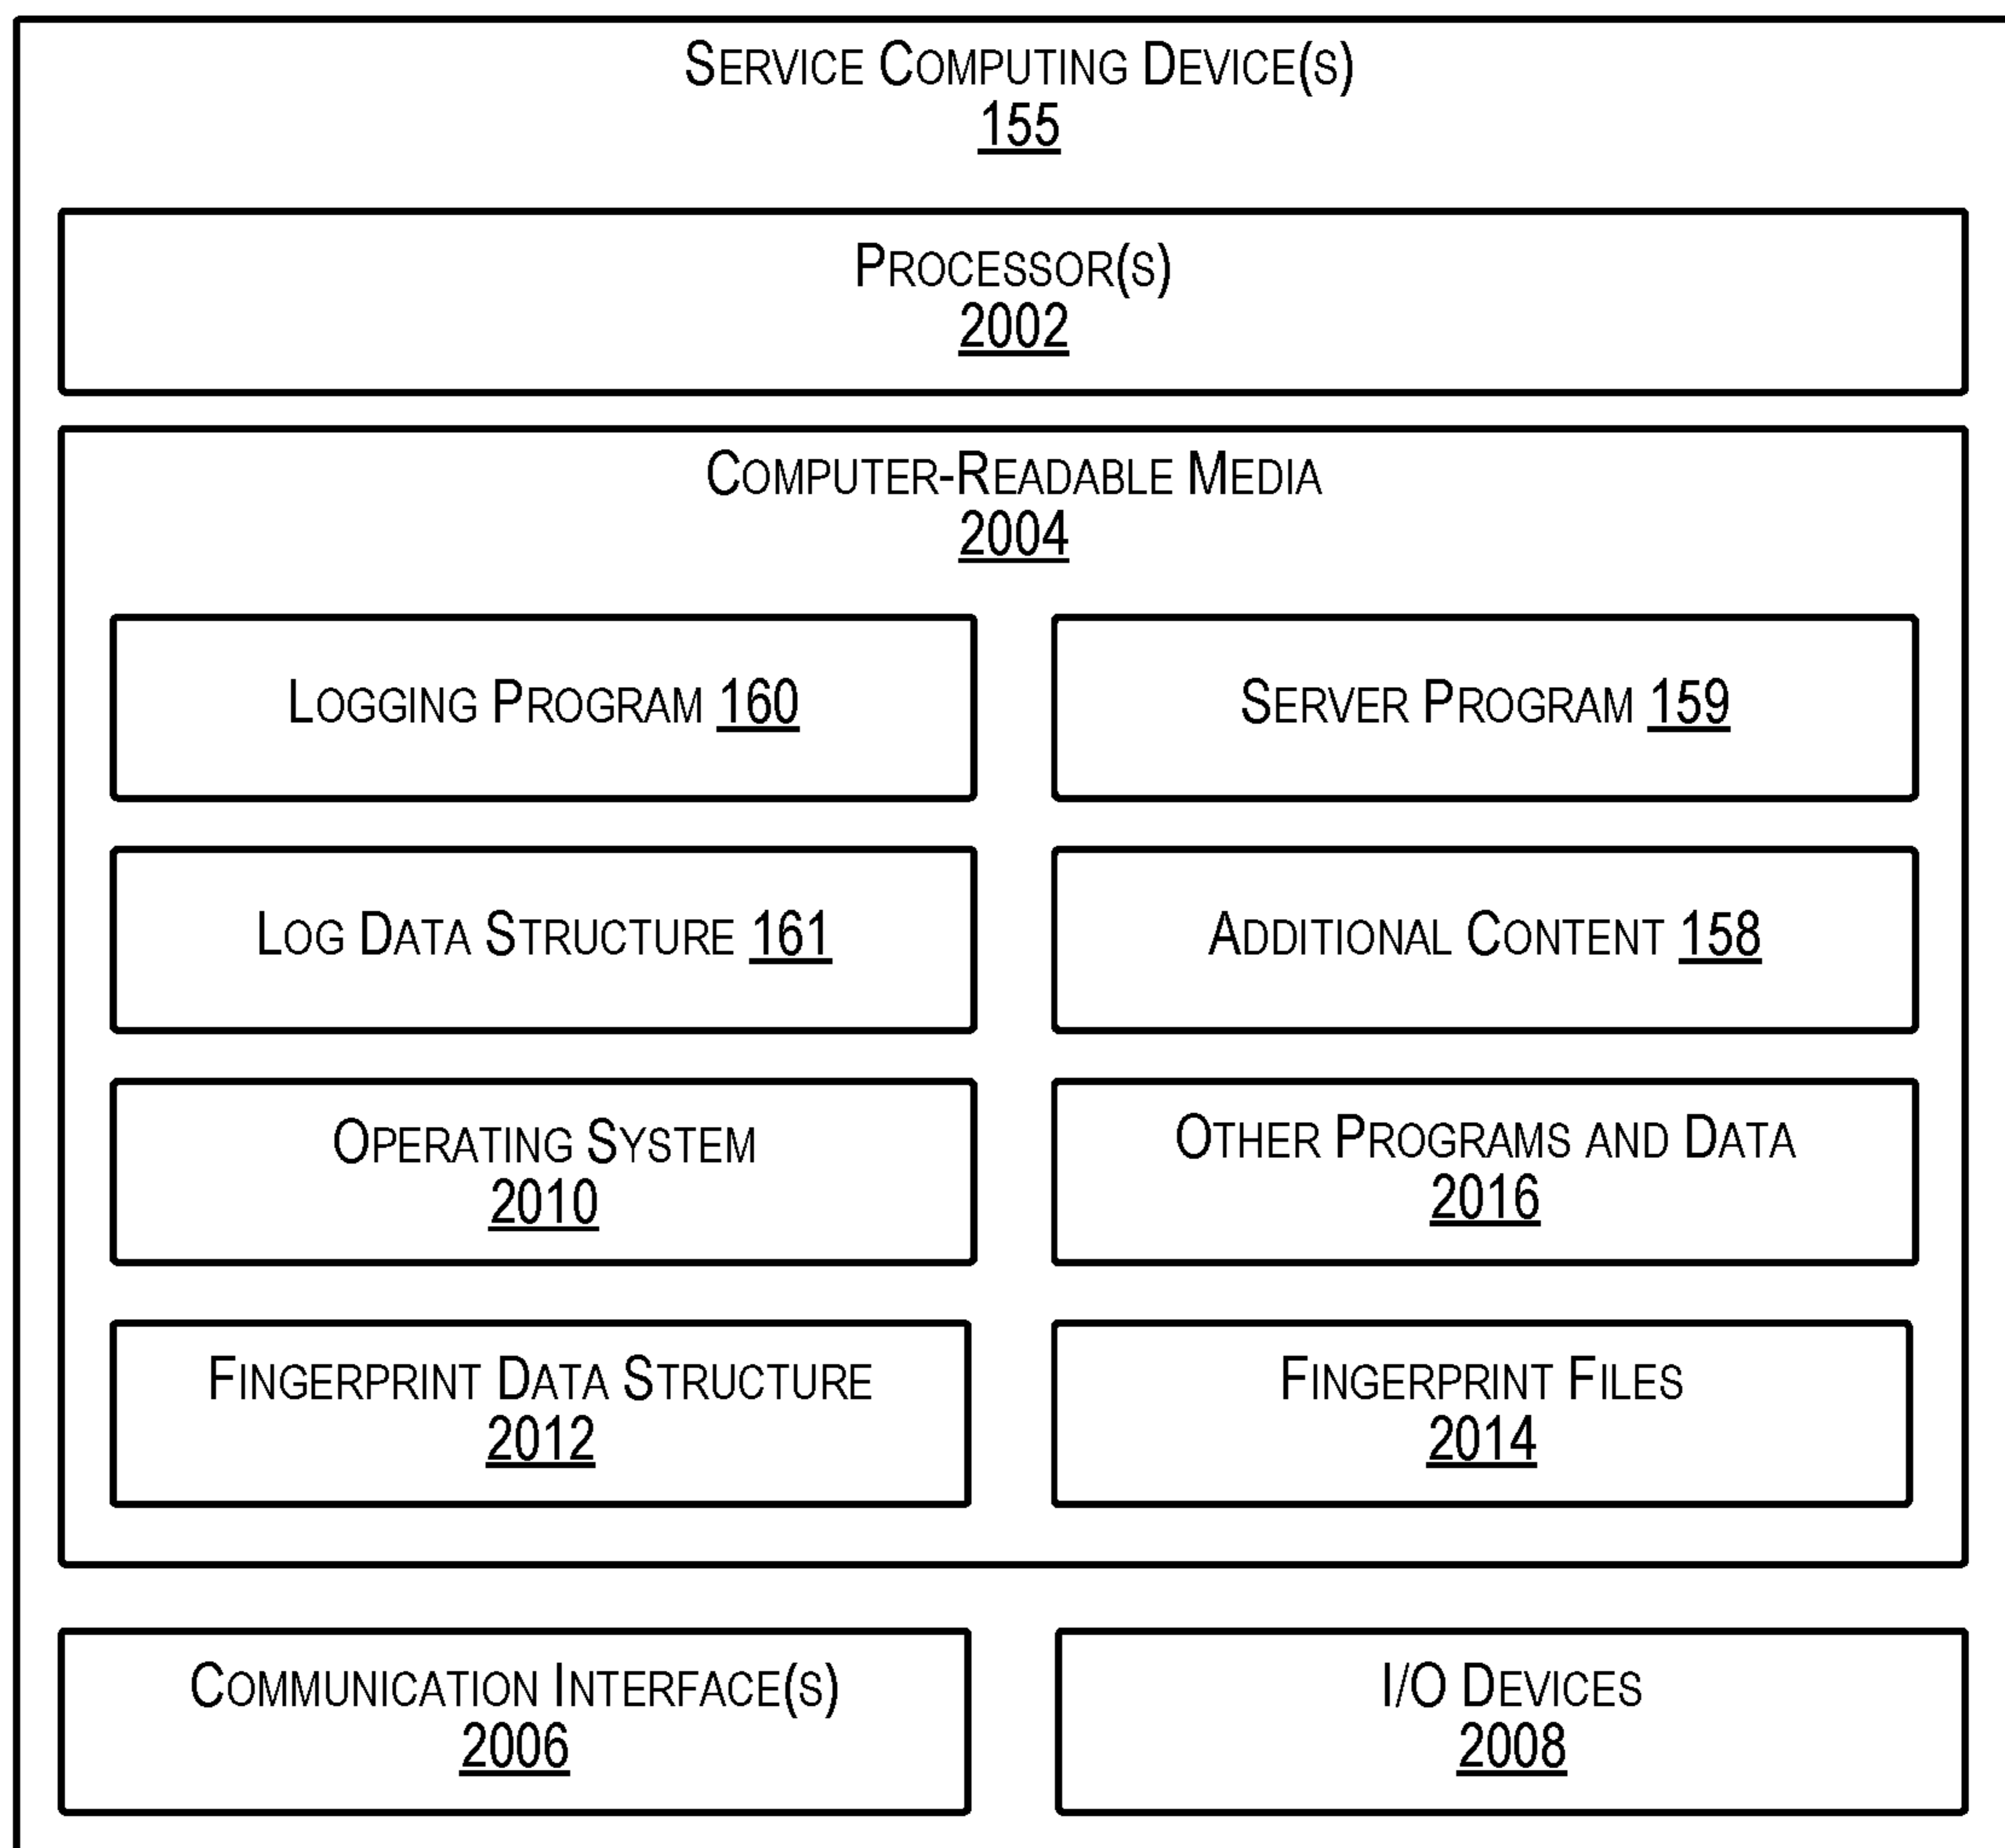 SERVICE COMPUTING DEVICE(S)
155
PROCESSOR(S)
2002
COMPUTER-READABLE MEDIA
2004
LOGGING PROGRAM 160
SERVER PROGRAM 159
LOG DATA STRUCTURE 161
ADDITIONAL CONTENT 158
OPERATING SYSTEM
2010
OTHER PROGRAMS AND DATA
2016
FINGERPRINT DATA STRUCTURE
2012
FINGERPRINT FILES
2014
COMMUNICATION INTERFACE(S)
2006
I/O DEVICES
2008